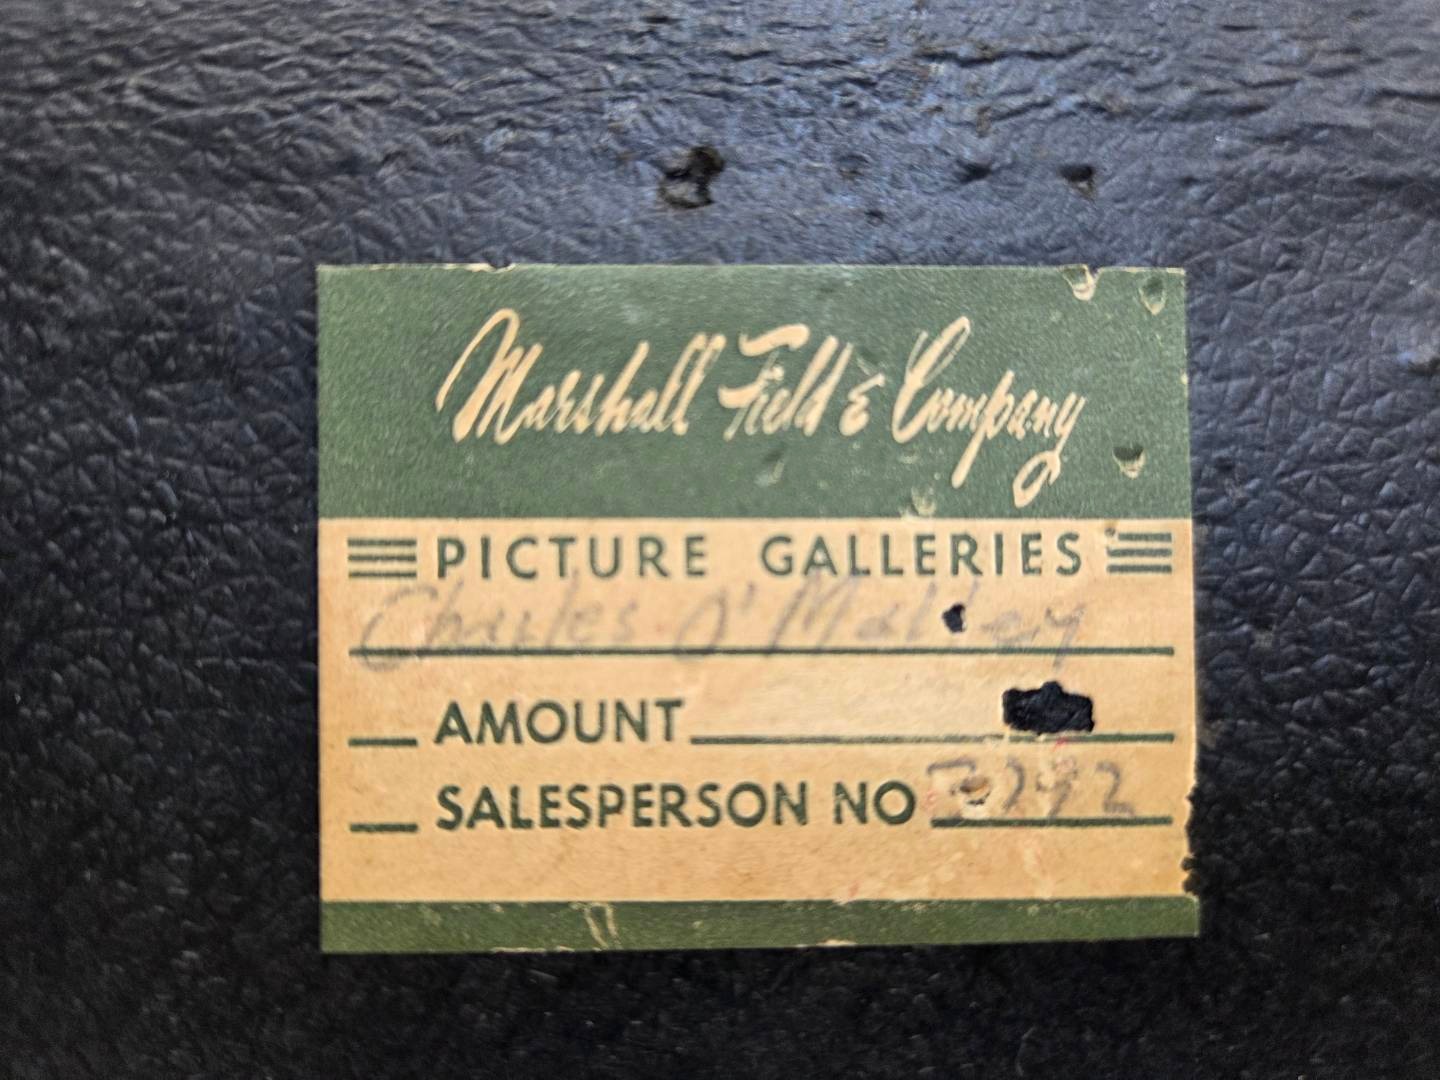 Marshall Field & Company
PICTURE GALLERIES
Charles O'Malley
AMOUNT
SALESPERSON NO